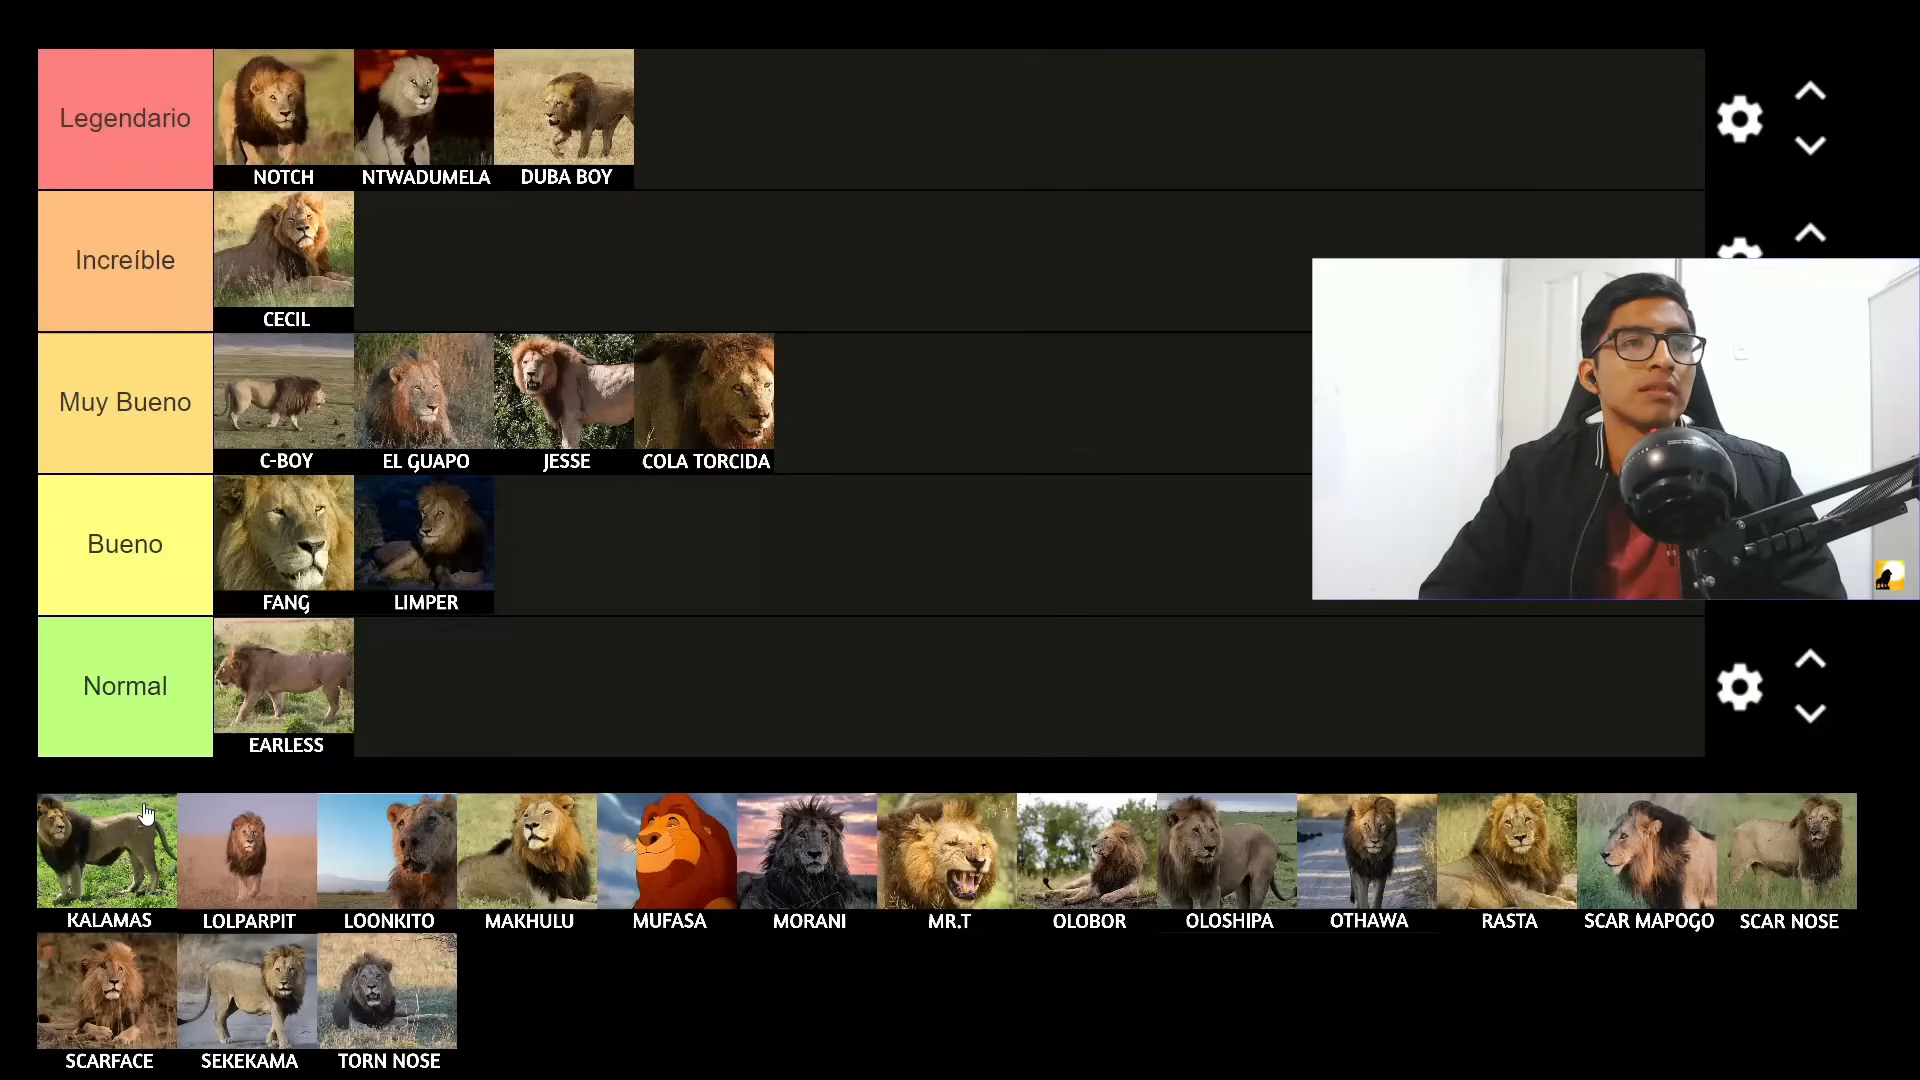 Legendario
NOTCH
NTWADUMELA
DUBA BOY
Increíble
CECIL
Muy Bueno
C-BOY
EL GUAPO
JESSE
COLA TORCIDA
Bueno
FANG
LIMPER
Normal
EARLESS
KALAMAS
LOLPARPIT
LOONKITO
MAKHULU
MUFASA
MORANI
MR.T
OLOBOR
OLOSHIPA
OTHAWA
RASTA
SCAR MAPOGO
SCAR NOSE
SCARFACE
SEKEKAMA
TORN NOSE